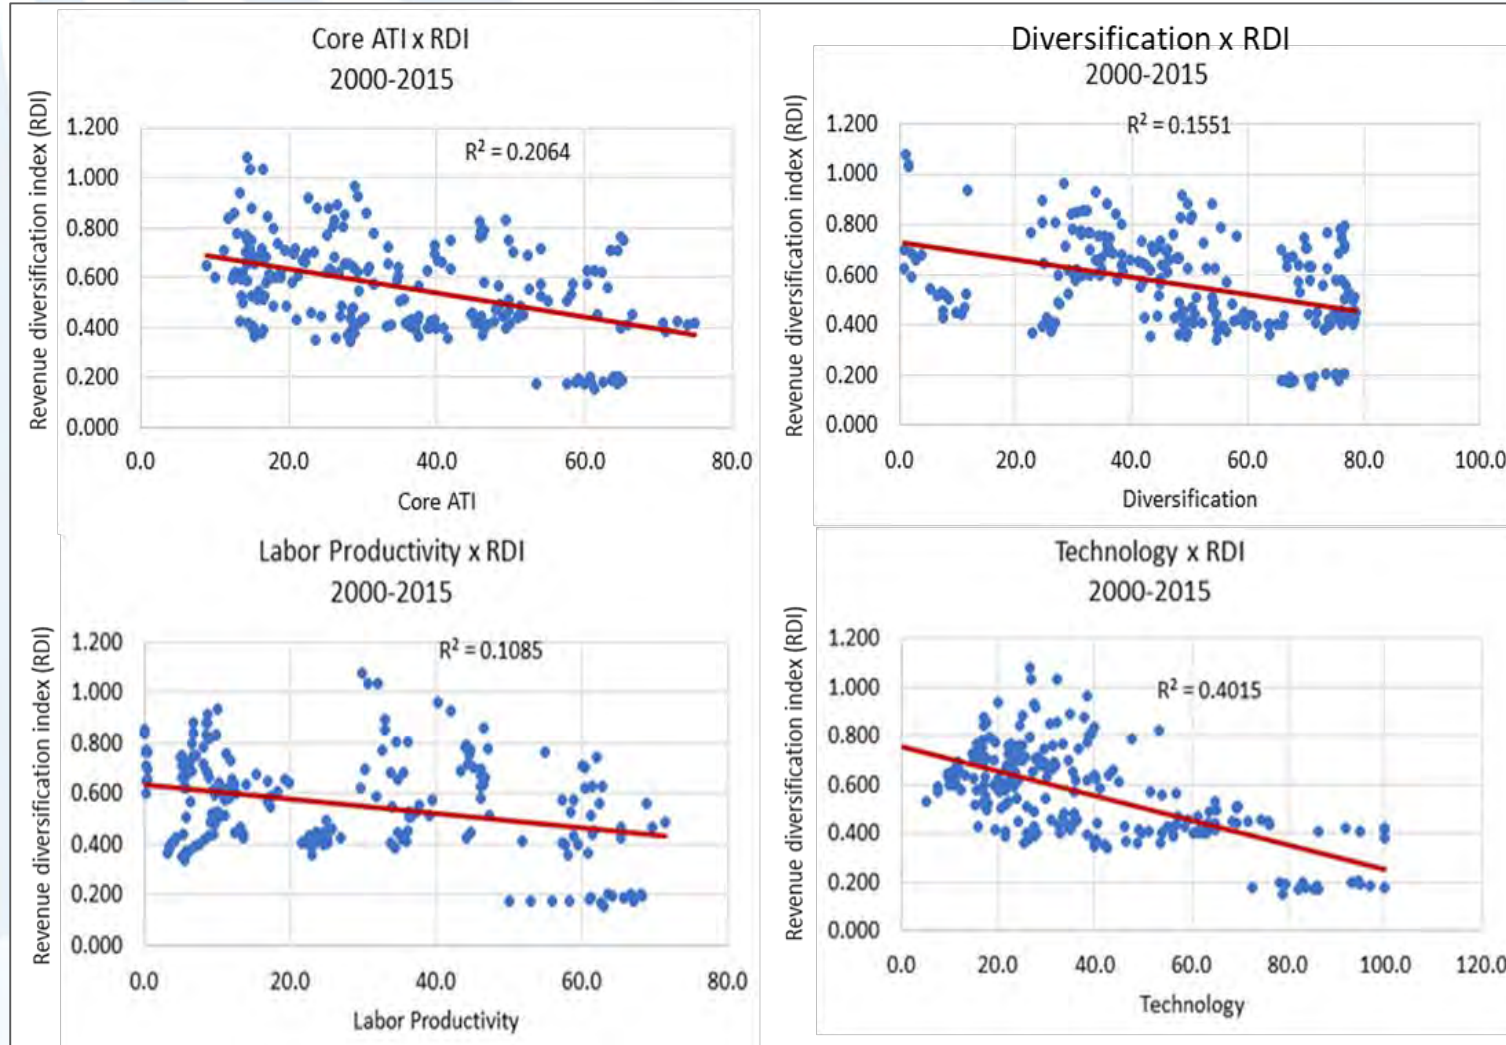 Core ATI x RDI
2000-2015
Revenue diversification index (RDI)
1.200
1.000
0.800
0.600
0.400
0.200
0.000
R² = 0.2064
0.0 20.0 40.0 60.0 80.0
Core ATI
Diversification x RDI
2000-2015
Revenue diversification index (RDI)
1.200
1.000
0.800
0.600
0.400
0.200
0.000
R² = 0.1551
0.0 20.0 40.0 60.0 80.0 100.0
Diversification
Labor Productivity x RDI
2000-2015
Revenue diversification index (RDI)
1.200
1.000
0.800
0.600
0.400
0.200
0.000
R² = 0.1085
0.0 20.0 40.0 60.0 80.0
Labor Productivity
Technology x RDI
2000-2015
Revenue diversification index (RDI)
1.200
1.000
0.800
0.600
0.400
0.200
0.000
R² = 0.4015
0.0 20.0 40.0 60.0 80.0 100.0 120.0
Technology